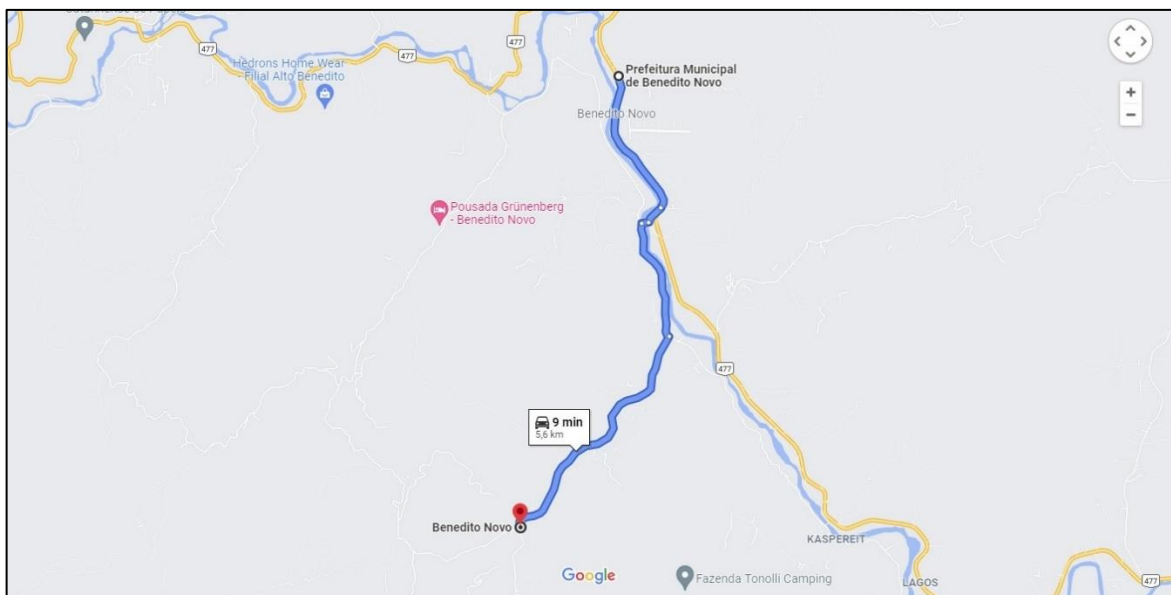 477
477
477
Hedrons Home Wear
- Filial Alto Benedito
Prefeitura Municipal
de Benedito Novo
Benedito Novo
Pousada Grünenberg
- Benedito Novo
477
9 min
5,6 km
Benedito Novo
KASPEREIT
Google
Fazenda Tonolli Camping
LAGOS
477